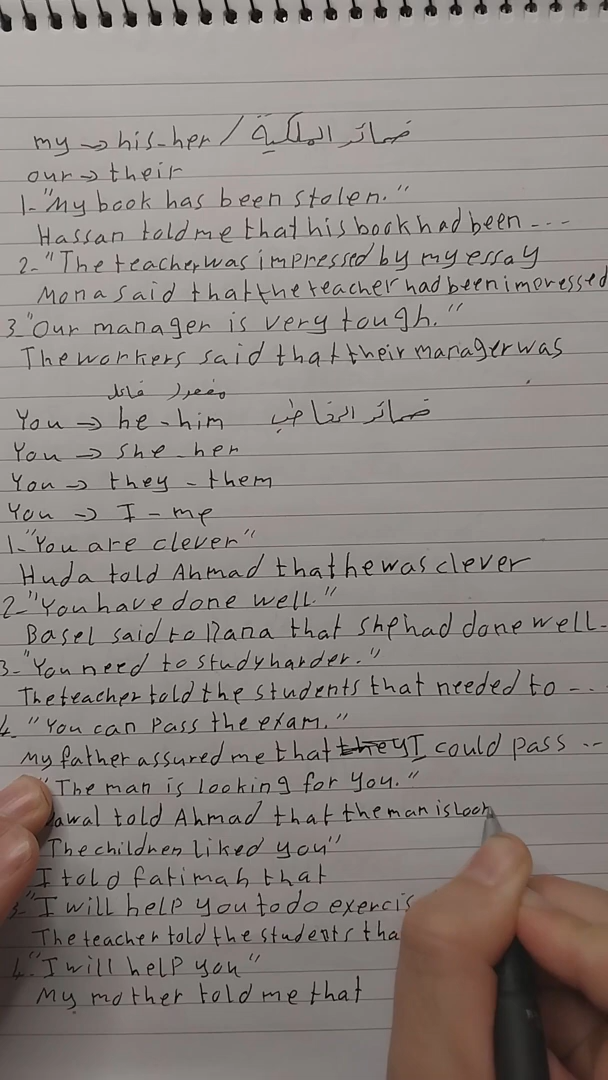 my → his - her / ضمائر الملكية
our → their
1- "My book has been stolen."
Hassan told me that his book had been ---
2- "The teacher was impressed by my essay
Mona said that the teacher had been impressed
3- "Our manager is very tough."
The workers said that their manager was
مفعول فاعل
You → he - him ضمائر المخاطب
You → she - her
You → they - them
You → I - me
1- "You are clever"
Huda told Ahmad that he was clever
2- "You have done well."
Basel said to Dana that she had done well -
3- "You need to study harder."
The teacher told the students that needed to - ..
4- "You can pass the exam."
My father assured me that they I could pass --
"The man is looking for you."
told Ahmad that the man is Look
The children liked you"
I told fatimah that
3- "I will help you to do exercis
The teacher told the students tha
4- "I will help you"
My mother told me that